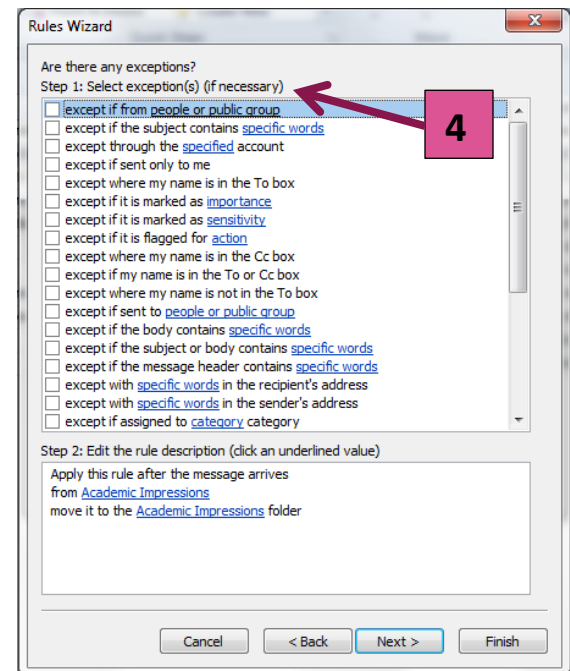 Rules Wizard
Are there any exceptions?
Step 1: Select exception(s) (if necessary)
except if from people or public group
4
except if the subject contains specific words
except through the specified account
except if sent only to me
except where my name is in the To box
except if it is marked as importance
except if it is marked as sensitivity
except if it is flagged for action
except where my name is in the Cc box
except if my name is in the To or Cc box
except where my name is not in the To box
except if sent to people or public group
except if the body contains specific words
except if the subject or body contains specific words
except if the message header contains specific words
except with specific words in the recipient's address
except with specific words in the sender's address
except if assigned to category category
Step 2: Edit the rule description (click an underlined value)
Apply this rule after the message arrives
from Academic Impressions
move it to the Academic Impressions folder
Cancel < Back Next > Finish